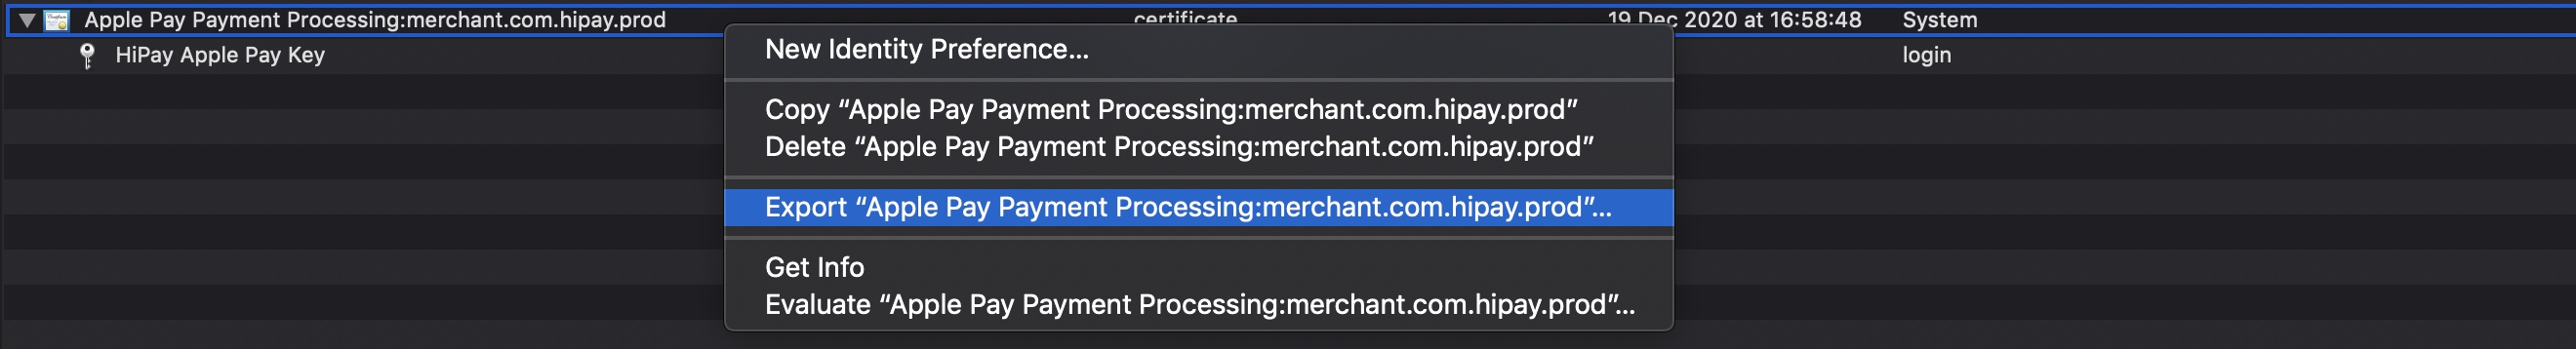 Apple Pay Payment Processing:merchant.com.hipay.prod certificate 19 Dec 2020 at 16:58:48 System
HiPay Apple Pay Key login
New Identity Preference...
Copy “Apple Pay Payment Processing:merchant.com.hipay.prod”
Delete “Apple Pay Payment Processing:merchant.com.hipay.prod”
Export “Apple Pay Payment Processing:merchant.com.hipay.prod”...
Get Info
Evaluate “Apple Pay Payment Processing:merchant.com.hipay.prod”...